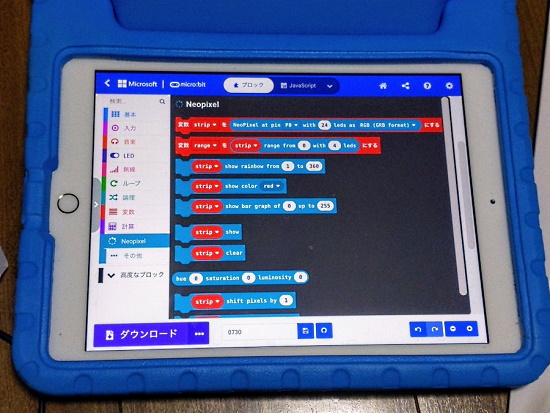 Microsoft micro:bit ブロック JavaScript
検索...
基本
入力
音楽
LED
無線
ループ
論理
変数
計算
Neopixel
その他
高度なブロック
Neopixel
変数 strip を NeoPixel at pin P0 with 24 leds as RGB (GRB format) にする
変数 range を strip range from 0 with 4 leds にする
strip show rainbow from 1 to 360
strip show color red
strip show bar graph of 0 up to 255
strip show
strip clear
hue 0 saturation 0 luminosity 0
strip shift pixels by 1
ダウンロード
0730